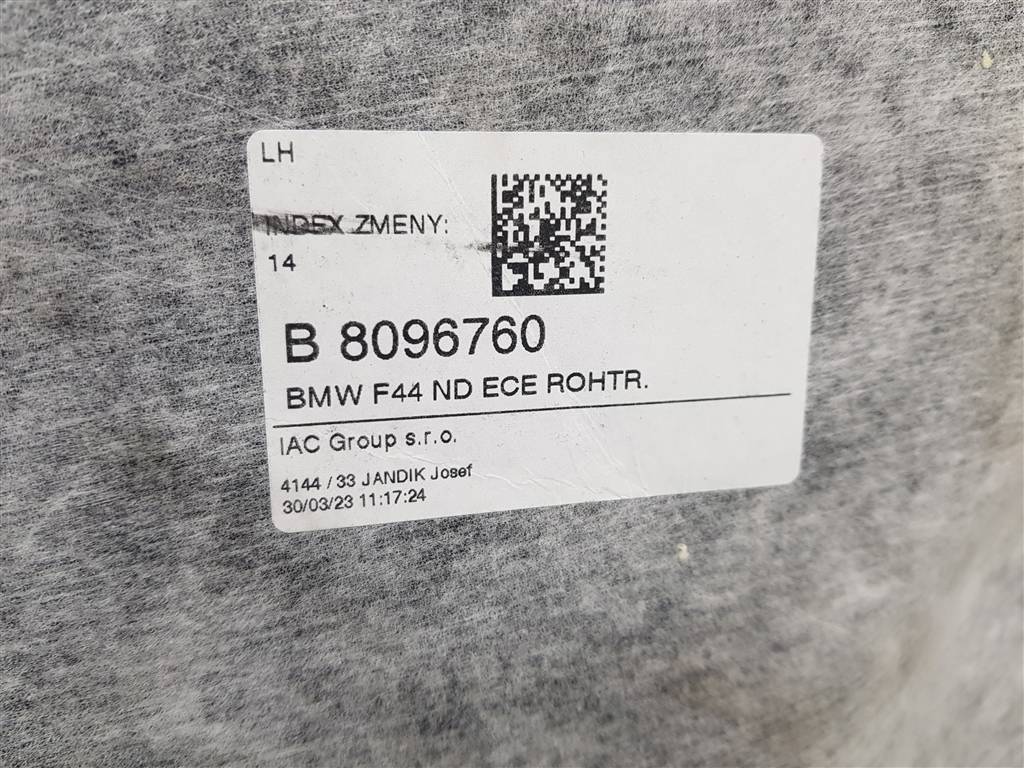 LH
INDEX ZMENY:
14
B 8096760
BMW F44 ND ECE ROHTR.
IAC Group s.r.o.
4144 / 33 JANDIK Josef
30/03/23 11:17:24